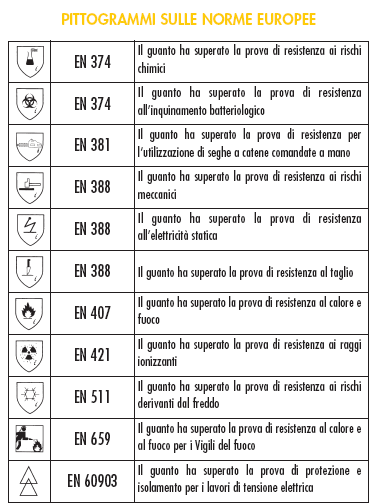 PITTOGRAMMI SULLE NORME EUROPEE
EN 374
Il guanto ha superato la prova di resistenza ai rischi
chimici
EN 374
Il guanto ha superato la prova di resistenza
all'inquinamento batteriologico
EN 381
Il guanto ha superato la prova di resistenza per
l'utilizzazione di seghe a catene comandate a mano
EN 388
Il guanto ha superato la prova di resistenza ai rischi
meccanici
EN 388
Il guanto ha superato la prova di resistenza
all'elettricità statica
EN 388
Il guanto ha superato la prova di resistenza al taglio
EN 407
Il guanto ha superato la prova di resistenza al calore e
fuoco
EN 421
Il guanto ha superato la prova di resistenza ai raggi
ionizzanti
EN 511
Il guanto ha superato la prova di resistenza ai rischi
derivanti dal freddo
EN 659
Il guanto ha superato la prova di resistenza al calore e
al fuoco per i Vigili del fuoco
EN 60903
Il guanto ha superato la prova di protezione e
isolamento per i lavori di tensione elettrica